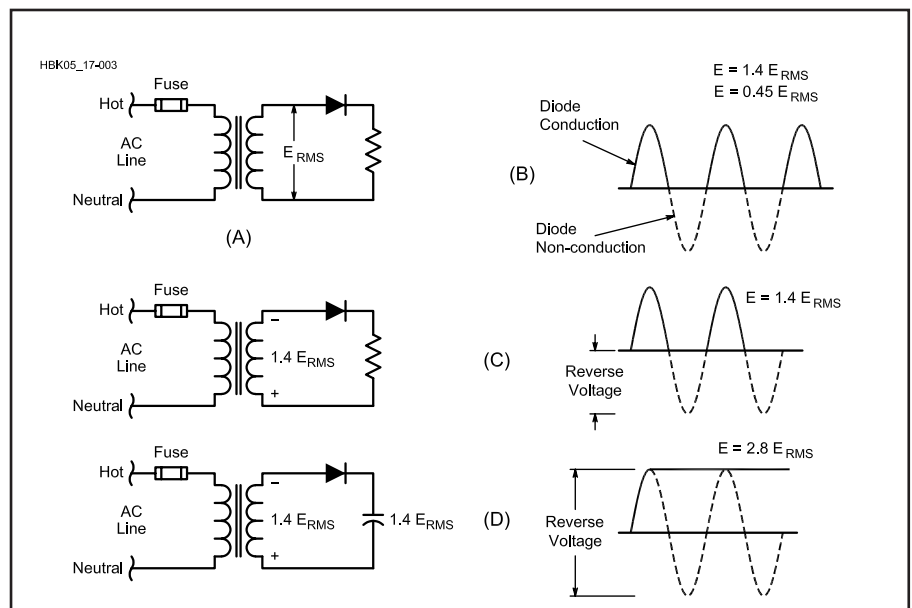 HBK05_17-003
Fuse
Hot
AC
Line
Neutral
E RMS
(A)
E = 1.4 E RMS
E = 0.45 E RMS
Diode
Conduction
(B)
Diode
Non-conduction
Fuse
Hot
AC
Line
Neutral
–
1.4 E RMS
+
(C)
E = 1.4 E RMS
Reverse
Voltage
Fuse
Hot
AC
Line
Neutral
–
1.4 E RMS
+
1.4 E RMS
(D)
E = 2.8 E RMS
Reverse
Voltage